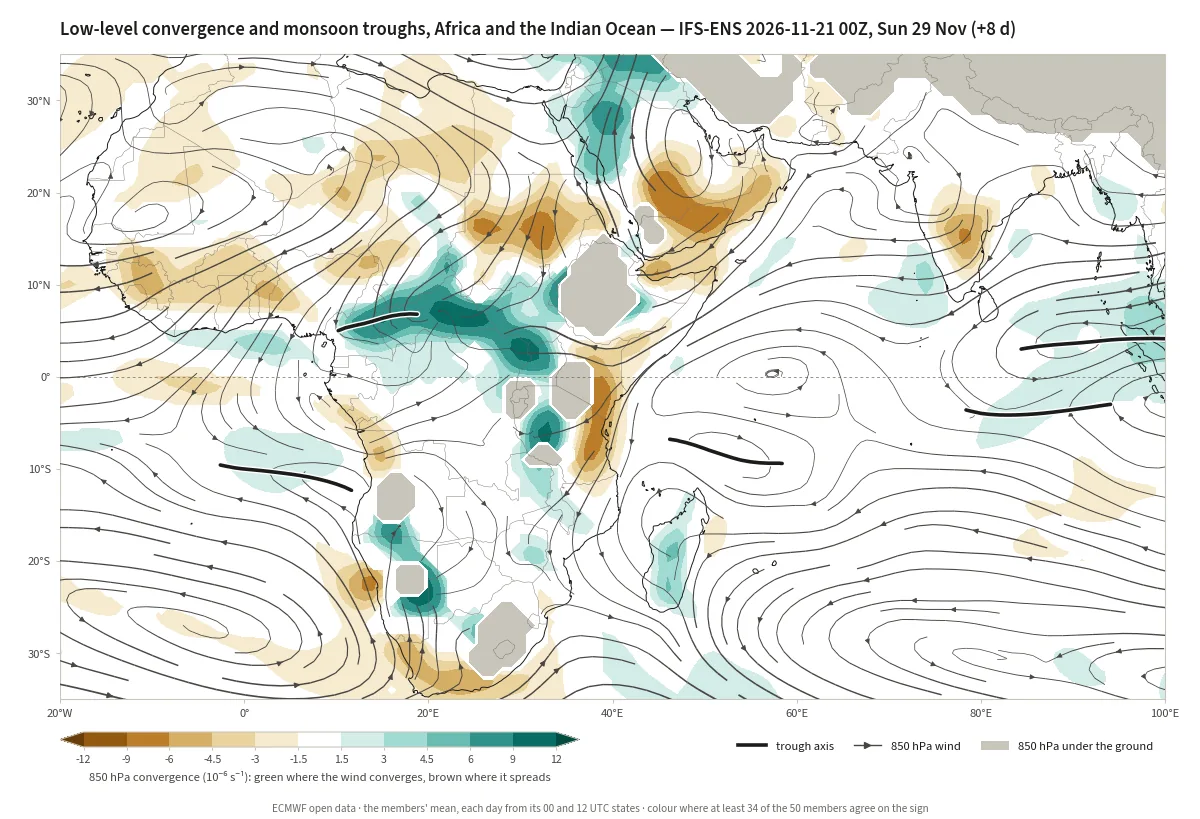 Low-level convergence and monsoon troughs, Africa and the Indian Ocean — IFS-ENS 2026-11-21 00Z, Sun 29 Nov (+8 d)
30°N
20°N
10°N
0°
10°S
20°S
30°S
20°W 0° 20°E 40°E 60°E 80°E 100°E
-12 -9 -6 -4.5 -3 -1.5 1.5 3 4.5 6 9 12
850 hPa convergence (10⁻⁶ s⁻¹): green where the wind converges, brown where it spreads
trough axis 850 hPa wind 850 hPa under the ground
ECMWF open data · the members' mean, each day from its 00 and 12 UTC states · colour where at least 34 of the 50 members agree on the sign